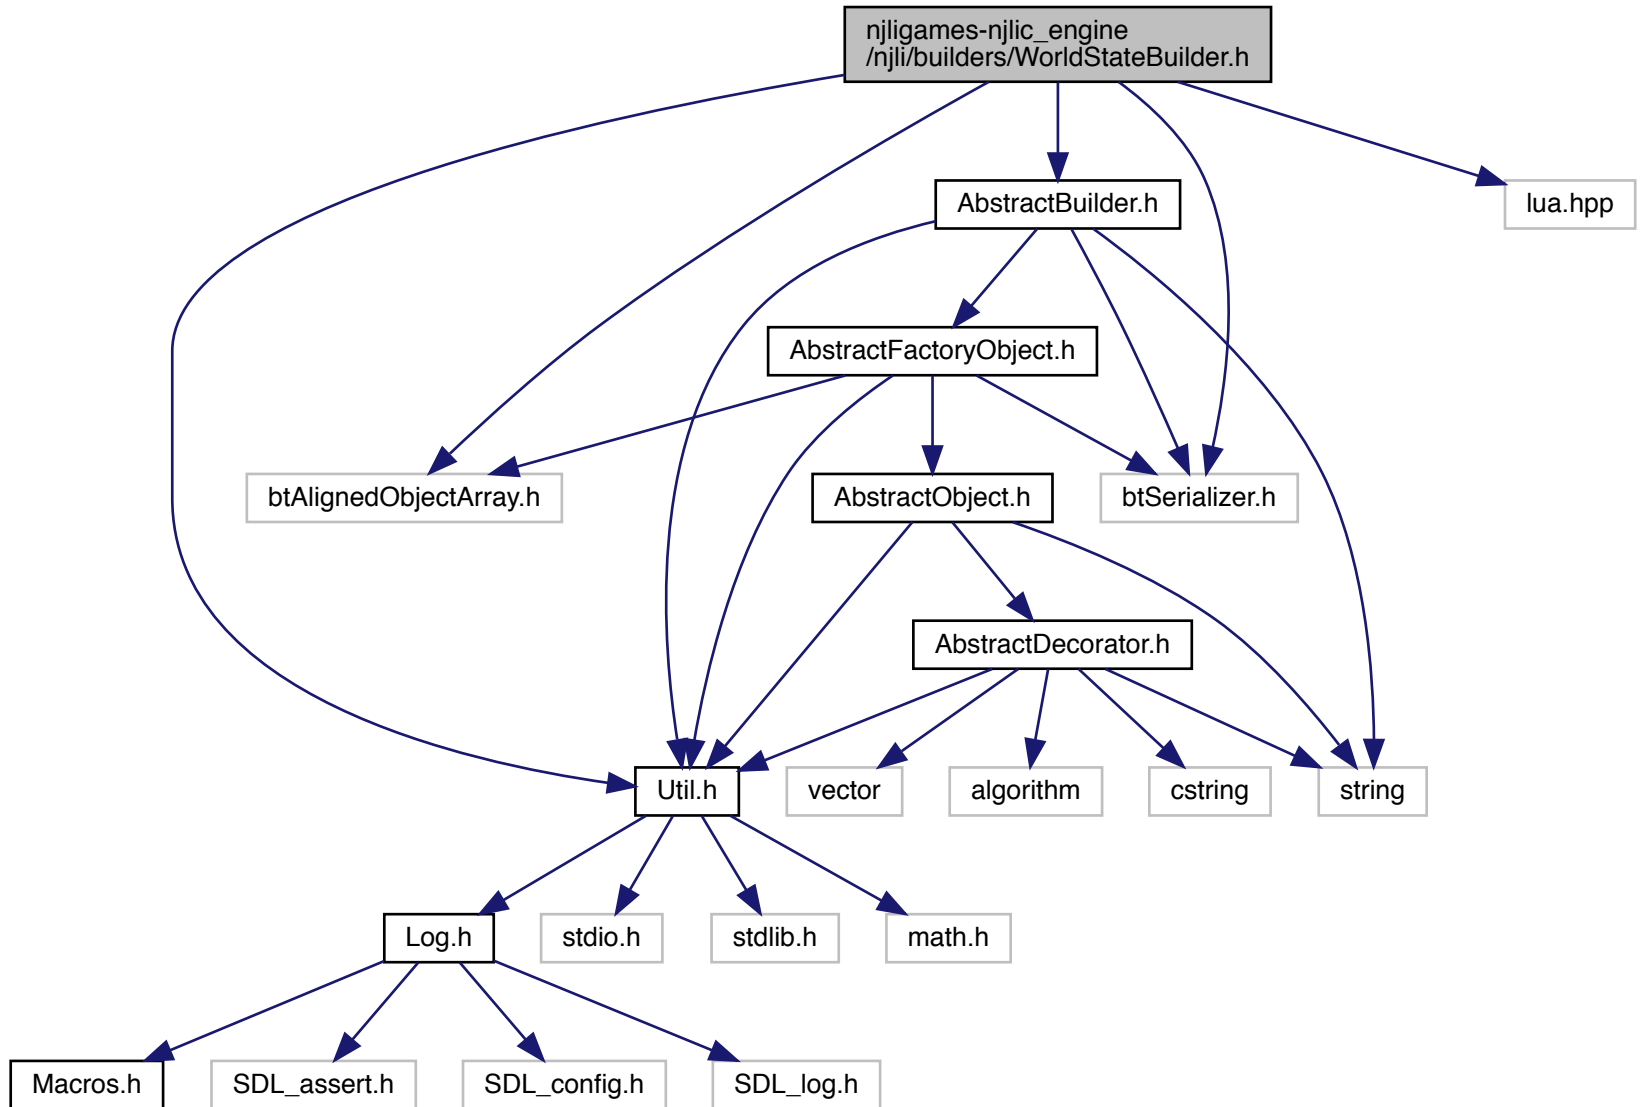 njligames-njlic_engine
/njli/builders/WorldStateBuilder.h
AbstractBuilder.h
lua.hpp
AbstractFactoryObject.h
btAlignedObjectArray.h
AbstractObject.h
btSerializer.h
AbstractDecorator.h
Util.h
vector
algorithm
cstring
string
Log.h
stdio.h
stdlib.h
math.h
Macros.h
SDL_assert.h
SDL_config.h
SDL_log.h